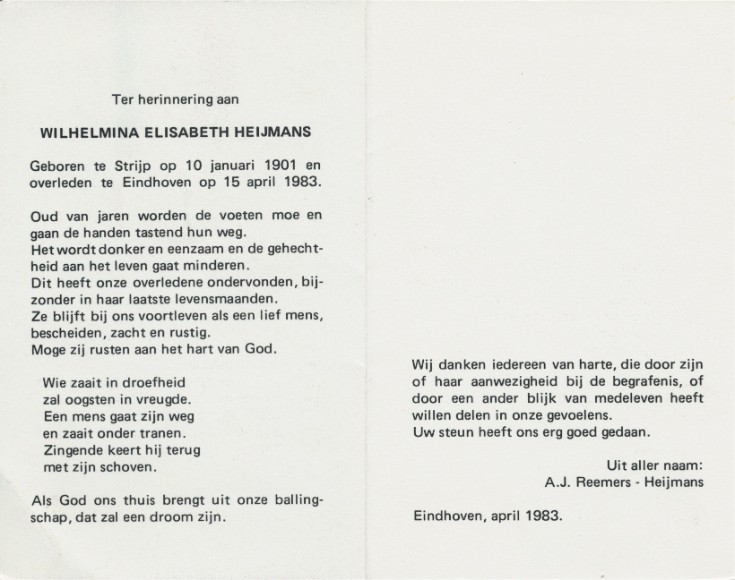 Ter herinnering aan
WILHELMINA ELISABETH HEIJMANS
Geboren te Strijp op 10 januari 1901 en
overleden te Eindhoven op 15 april 1983.
Oud van jaren worden de voeten moe en
gaan de handen tastend hun weg.
Het wordt donker en eenzaam en de gehecht-
heid aan het leven gaat minderen.
Dit heeft onze overledene ondervonden, bij-
zonder in haar laatste levensmaanden.
Ze blijft bij ons voortleven als een lief mens,
bescheiden, zacht en rustig.
Moge zij rusten aan het hart van God.
Wie zaait in droefheid
zal oogsten in vreugde.
Een mens gaat zijn weg
en zaait onder tranen.
Zingende keert hij terug
met zijn schoven.
Als God ons thuis brengt uit onze balling-
schap, dat zal een droom zijn.
Wij danken iedereen van harte, die door zijn
of haar aanwezigheid bij de begrafenis, of
door een ander blijk van medeleven heeft
willen delen in onze gevoelens.
Uw steun heeft ons erg goed gedaan.
Uit aller naam:
A.J. Reemers - Heijmans
Eindhoven, april 1983.